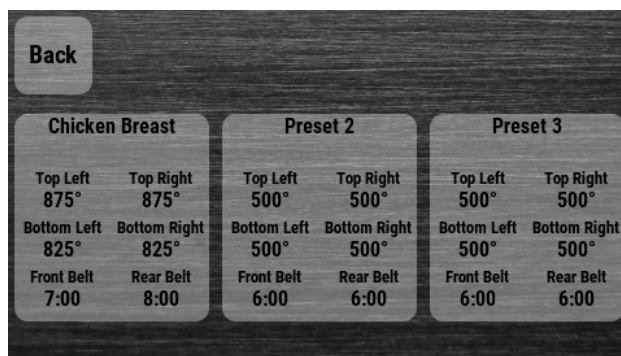 Back
Chicken Breast Preset 2 Preset 3
Top Left Top Right Top Left Top Right Top Left Top Right
875° 875° 500° 500° 500° 500°
Bottom Left Bottom Right Bottom Left Bottom Right Bottom Left Bottom Right
825° 825° 500° 500° 500° 500°
Front Belt Rear Belt Front Belt Rear Belt Front Belt Rear Belt
7:00 8:00 6:00 6:00 6:00 6:00